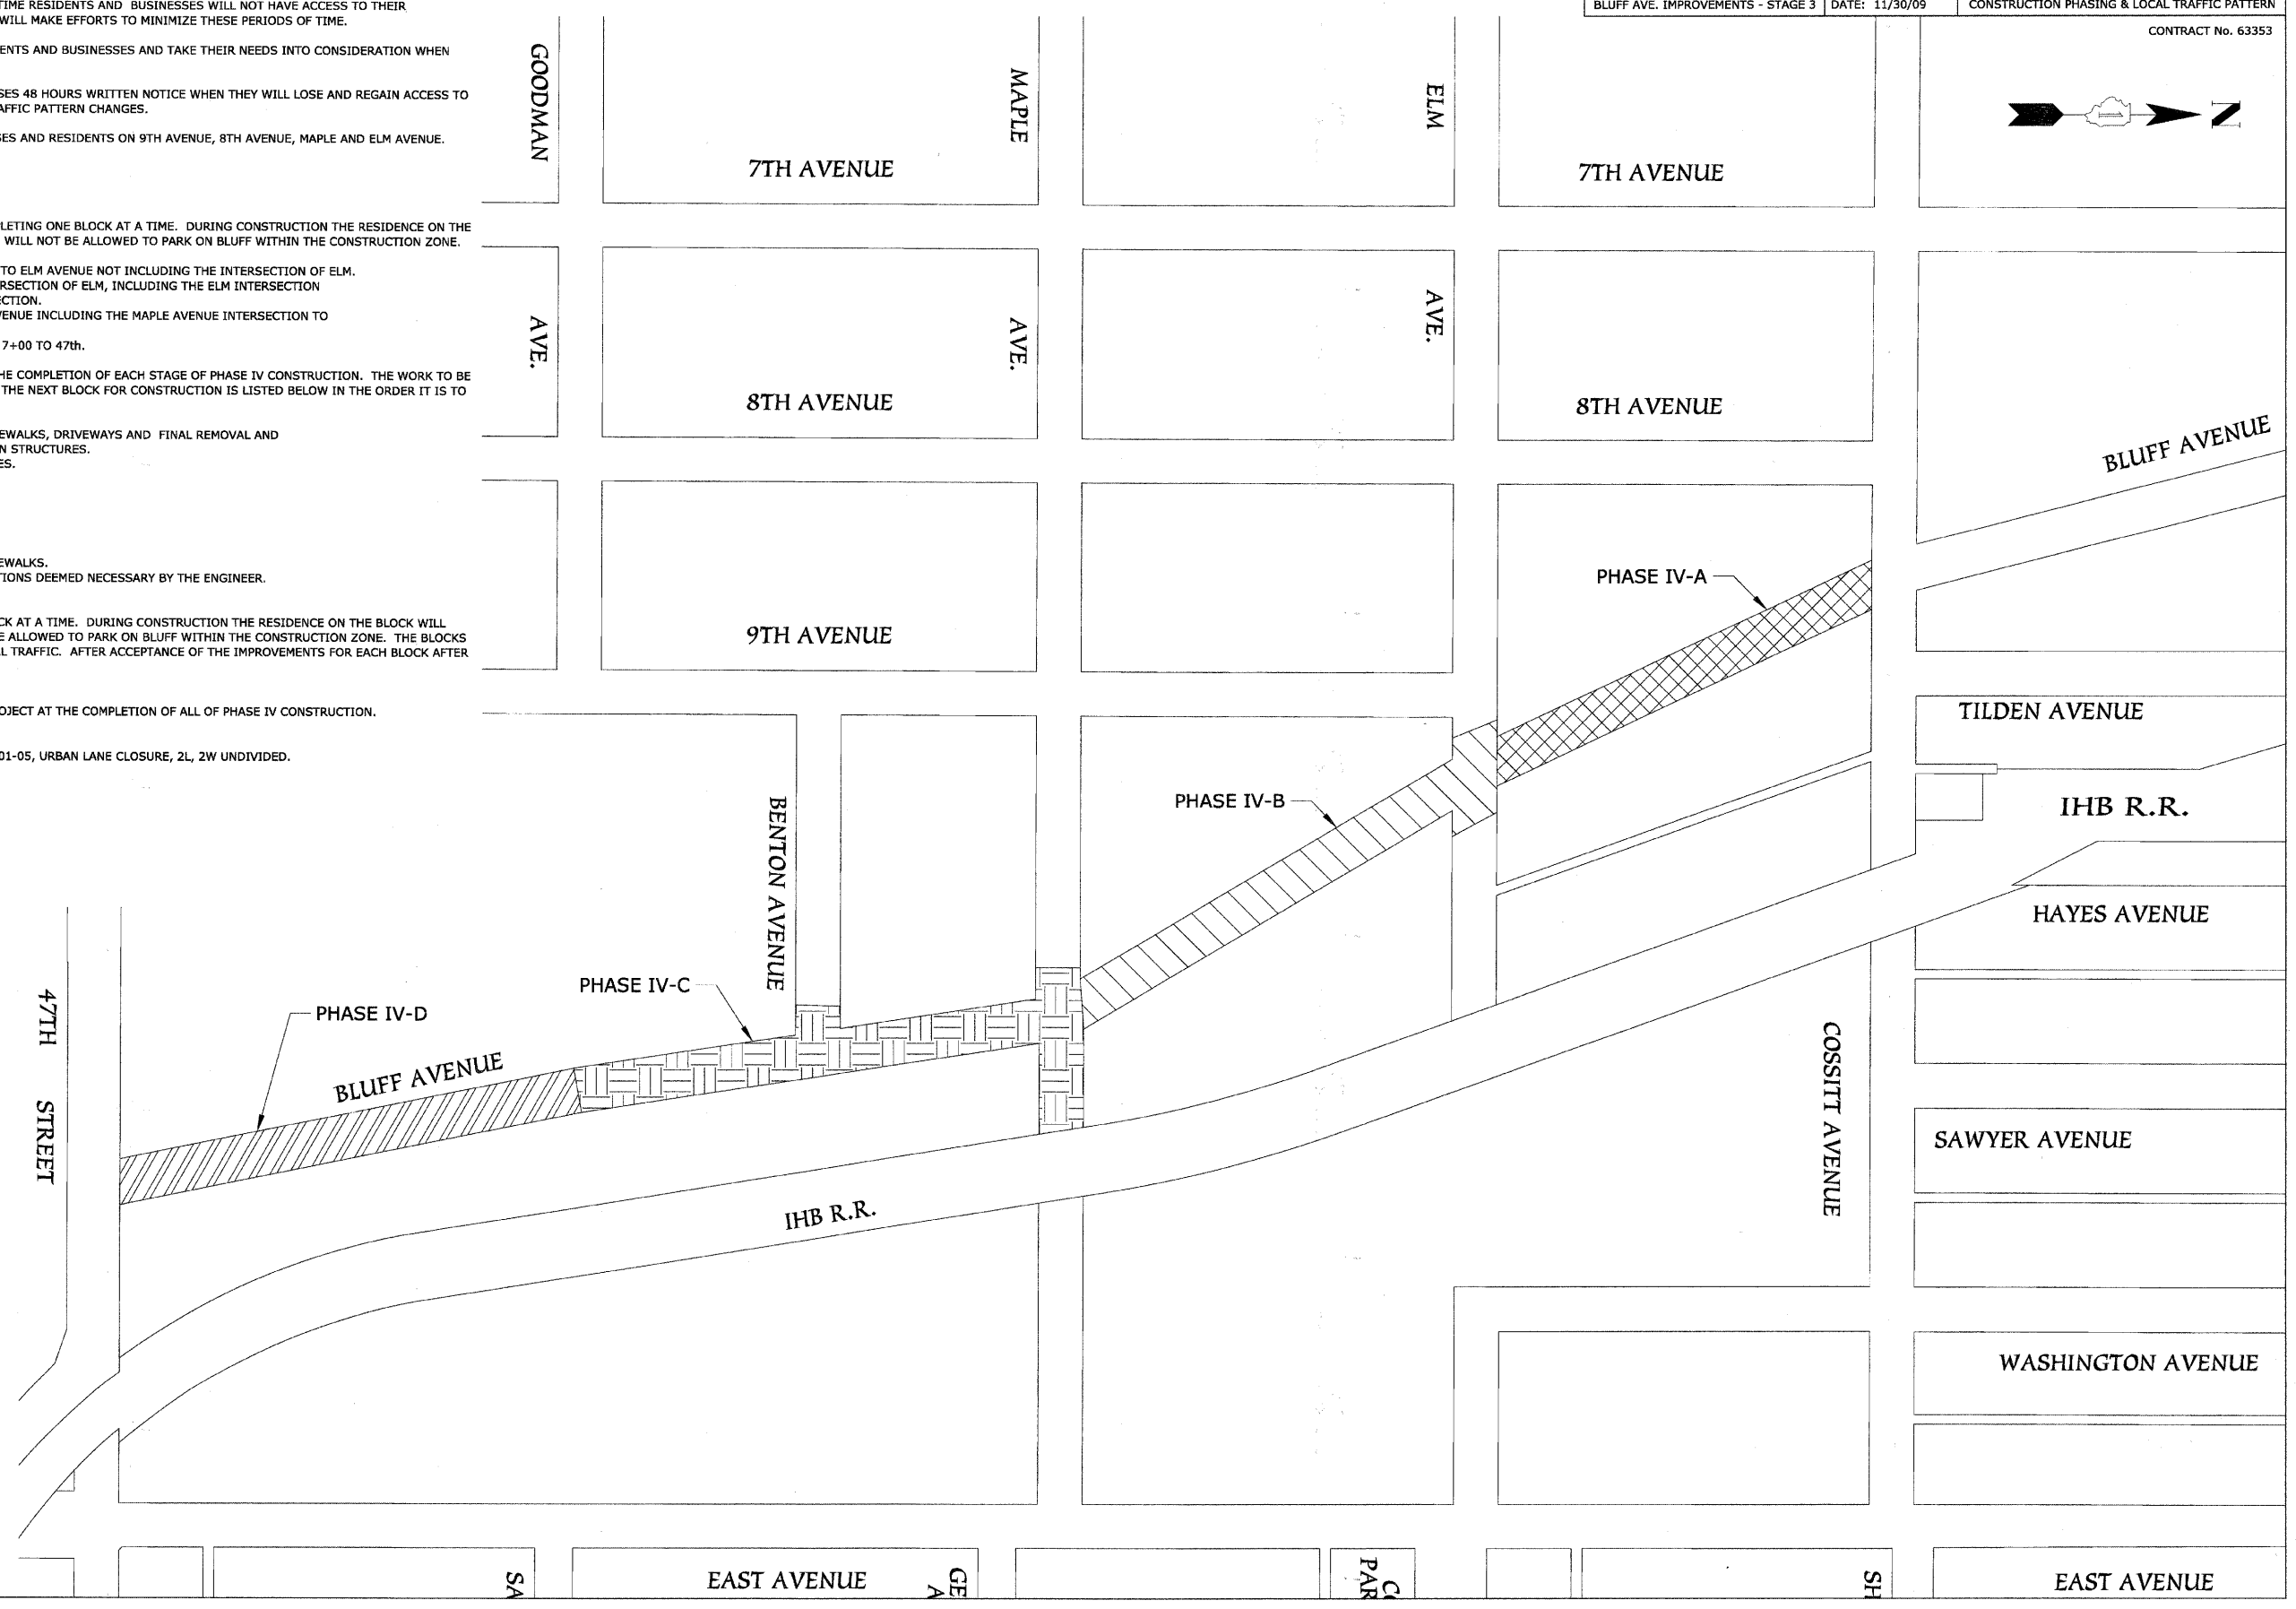 TIME RESIDENTS AND BUSINESSES WILL NOT HAVE ACCESS TO THEIR
WILL MAKE EFFORTS TO MINIMIZE THESE PERIODS OF TIME.
ENTS AND BUSINESSES AND TAKE THEIR NEEDS INTO CONSIDERATION WHEN
SES 48 HOURS WRITTEN NOTICE WHEN THEY WILL LOSE AND REGAIN ACCESS TO
AFFIC PATTERN CHANGES.
SES AND RESIDENTS ON 9TH AVENUE, 8TH AVENUE, MAPLE AND ELM AVENUE.
LETING ONE BLOCK AT A TIME. DURING CONSTRUCTION THE RESIDENCE ON THE
WILL NOT BE ALLOWED TO PARK ON BLUFF WITHIN THE CONSTRUCTION ZONE.
TO ELM AVENUE NOT INCLUDING THE INTERSECTION OF ELM.
RSECTION OF ELM, INCLUDING THE ELM INTERSECTION
CTION.
VENUE INCLUDING THE MAPLE AVENUE INTERSECTION TO
7+00 TO 47th.
HE COMPLETION OF EACH STAGE OF PHASE IV CONSTRUCTION. THE WORK TO BE
THE NEXT BLOCK FOR CONSTRUCTION IS LISTED BELOW IN THE ORDER IT IS TO
EWALKS, DRIVEWAYS AND FINAL REMOVAL AND
N STRUCTURES.
ES.
EWALKS.
TIONS DEEMED NECESSARY BY THE ENGINEER.
CK AT A TIME. DURING CONSTRUCTION THE RESIDENCE ON THE BLOCK WILL
E ALLOWED TO PARK ON BLUFF WITHIN THE CONSTRUCTION ZONE. THE BLOCKS
L TRAFFIC. AFTER ACCEPTANCE OF THE IMPROVEMENTS FOR EACH BLOCK AFTER
OJECT AT THE COMPLETION OF ALL OF PHASE IV CONSTRUCTION.
01-05, URBAN LANE CLOSURE, 2L, 2W UNDIVIDED.
BLUFF AVE. IMPROVEMENTS - STAGE 3
DATE: 11/30/09
CONSTRUCTION PHASING & LOCAL TRAFFIC PATTERN
CONTRACT No. 63353
N
GOODMAN
AVE.
MAPLE
AVE.
ELM
AVE.
7TH AVENUE
7TH AVENUE
8TH AVENUE
8TH AVENUE
BLUFF AVENUE
9TH AVENUE
PHASE IV-A
TILDEN AVENUE
PHASE IV-B
IHB R.R.
BENTON AVENUE
HAYES AVENUE
PHASE IV-C
PHASE IV-D
47TH
STREET
BLUFF AVENUE
COSSITT AVENUE
SAWYER AVENUE
IHB R.R.
WASHINGTON AVENUE
SA
EAST AVENUE
GE
A
CO
PAR
SH
EAST AVENUE